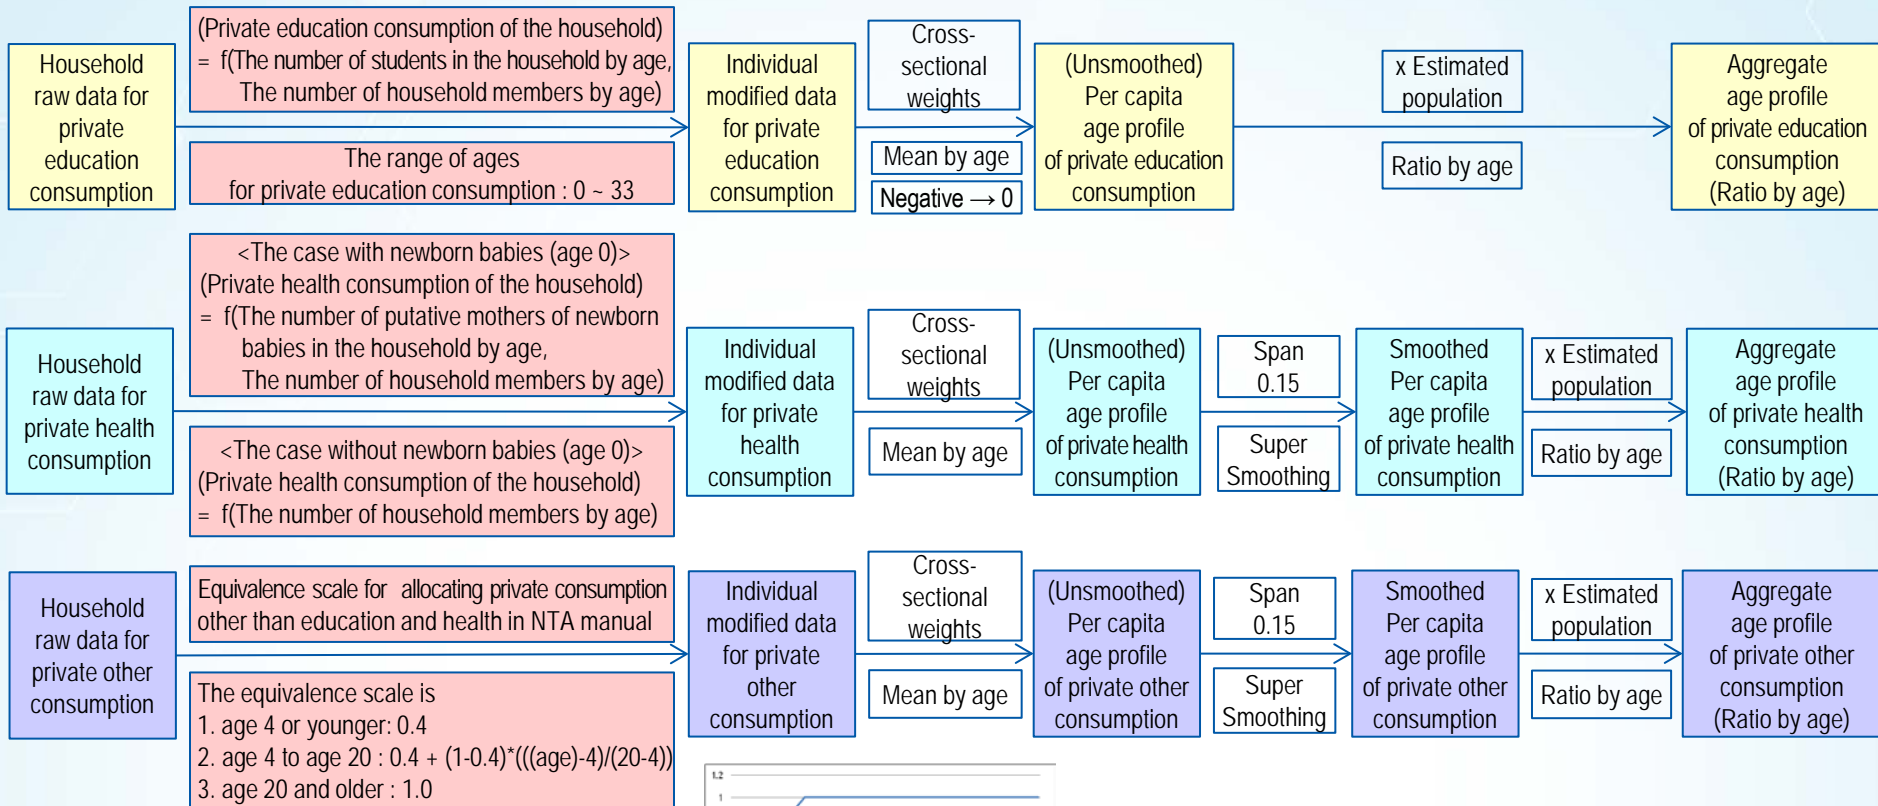 Household
raw data for
private
education
consumption
(Private education consumption of the household)
= f(The number of students in the household by age,
The number of household members by age)
The range of ages
for private education consumption : 0 ~ 33
Individual
modified data
for private
education
consumption
Cross-
sectional
weights
Mean by age
Negative → 0
(Unsmoothed)
Per capita
age profile
of private education
consumption
x Estimated
population
Ratio by age
Aggregate
age profile
of private education
consumption
(Ratio by age)
Household
raw data for
private health
consumption
<The case with newborn babies (age 0)>
(Private health consumption of the household)
= f(The number of putative mothers of newborn
babies in the household by age,
The number of household members by age)
<The case without newborn babies (age 0)>
(Private health consumption of the household)
= f(The number of household members by age)
Individual
modified data
for private
health
consumption
Cross-
sectional
weights
Mean by age
(Unsmoothed)
Per capita
age profile
of private health
consumption
Span
0.15
Super
Smoothing
Smoothed
Per capita
age profile
of private health
consumption
x Estimated
population
Ratio by age
Aggregate
age profile
of private health
consumption
(Ratio by age)
Household
raw data for
private other
consumption
Equivalence scale for allocating private consumption
other than education and health in NTA manual
The equivalence scale is
1. age 4 or younger: 0.4
2. age 4 to age 20 : 0.4 + (1-0.4)*(((age)-4)/(20-4))
3. age 20 and older : 1.0
Individual
modified data
for private
other
consumption
Cross-
sectional
weights
Mean by age
(Unsmoothed)
Per capita
age profile
of private other
consumption
Span
0.15
Super
Smoothing
Smoothed
Per capita
age profile
of private other
consumption
x Estimated
population
Ratio by age
Aggregate
age profile
of private other
consumption
(Ratio by age)
1.2
1